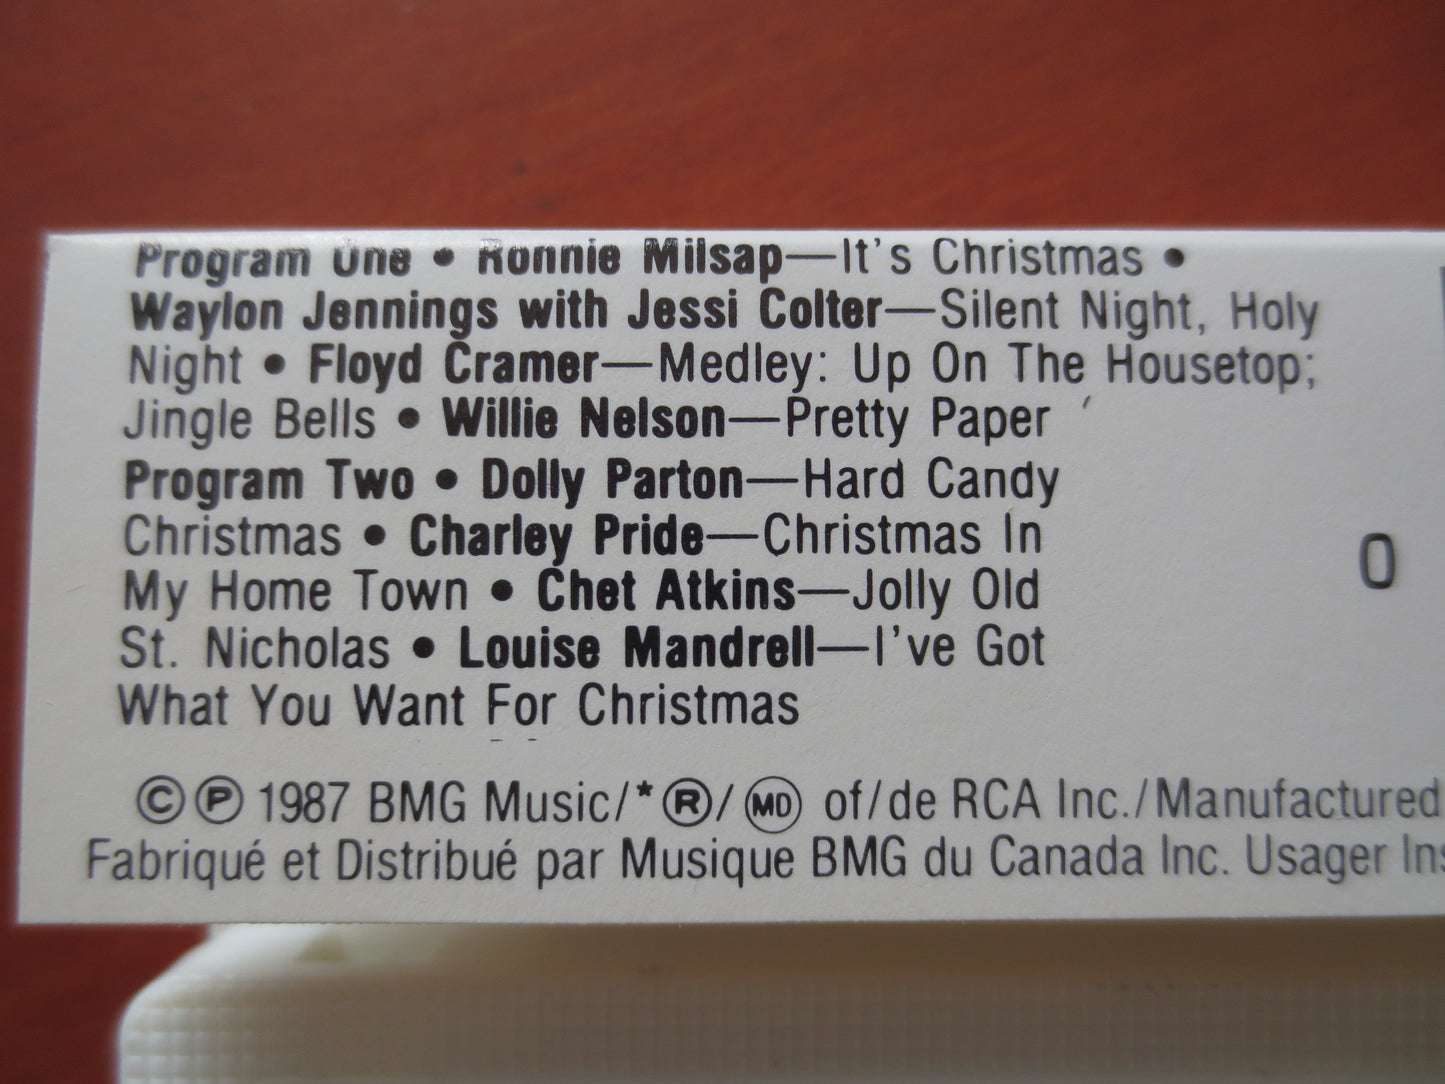 Program One • Ronnie Milsap—It's Christmas •
Waylon Jennings with Jessi Colter—Silent Night, Holy
Night • Floyd Cramer—Medley: Up On The Housetop;
Jingle Bells • Willie Nelson—Pretty Paper
Program Two • Dolly Parton—Hard Candy
Christmas • Charley Pride—Christmas In
My Home Town • Chet Atkins—Jolly Old
St. Nicholas • Louise Mandrell—I've Got
What You Want For Christmas
0
©℗ 1987 BMG Music/*®/ MD of/de RCA Inc./Manufactured
Fabriqué et Distribué par Musique BMG du Canada Inc. Usager